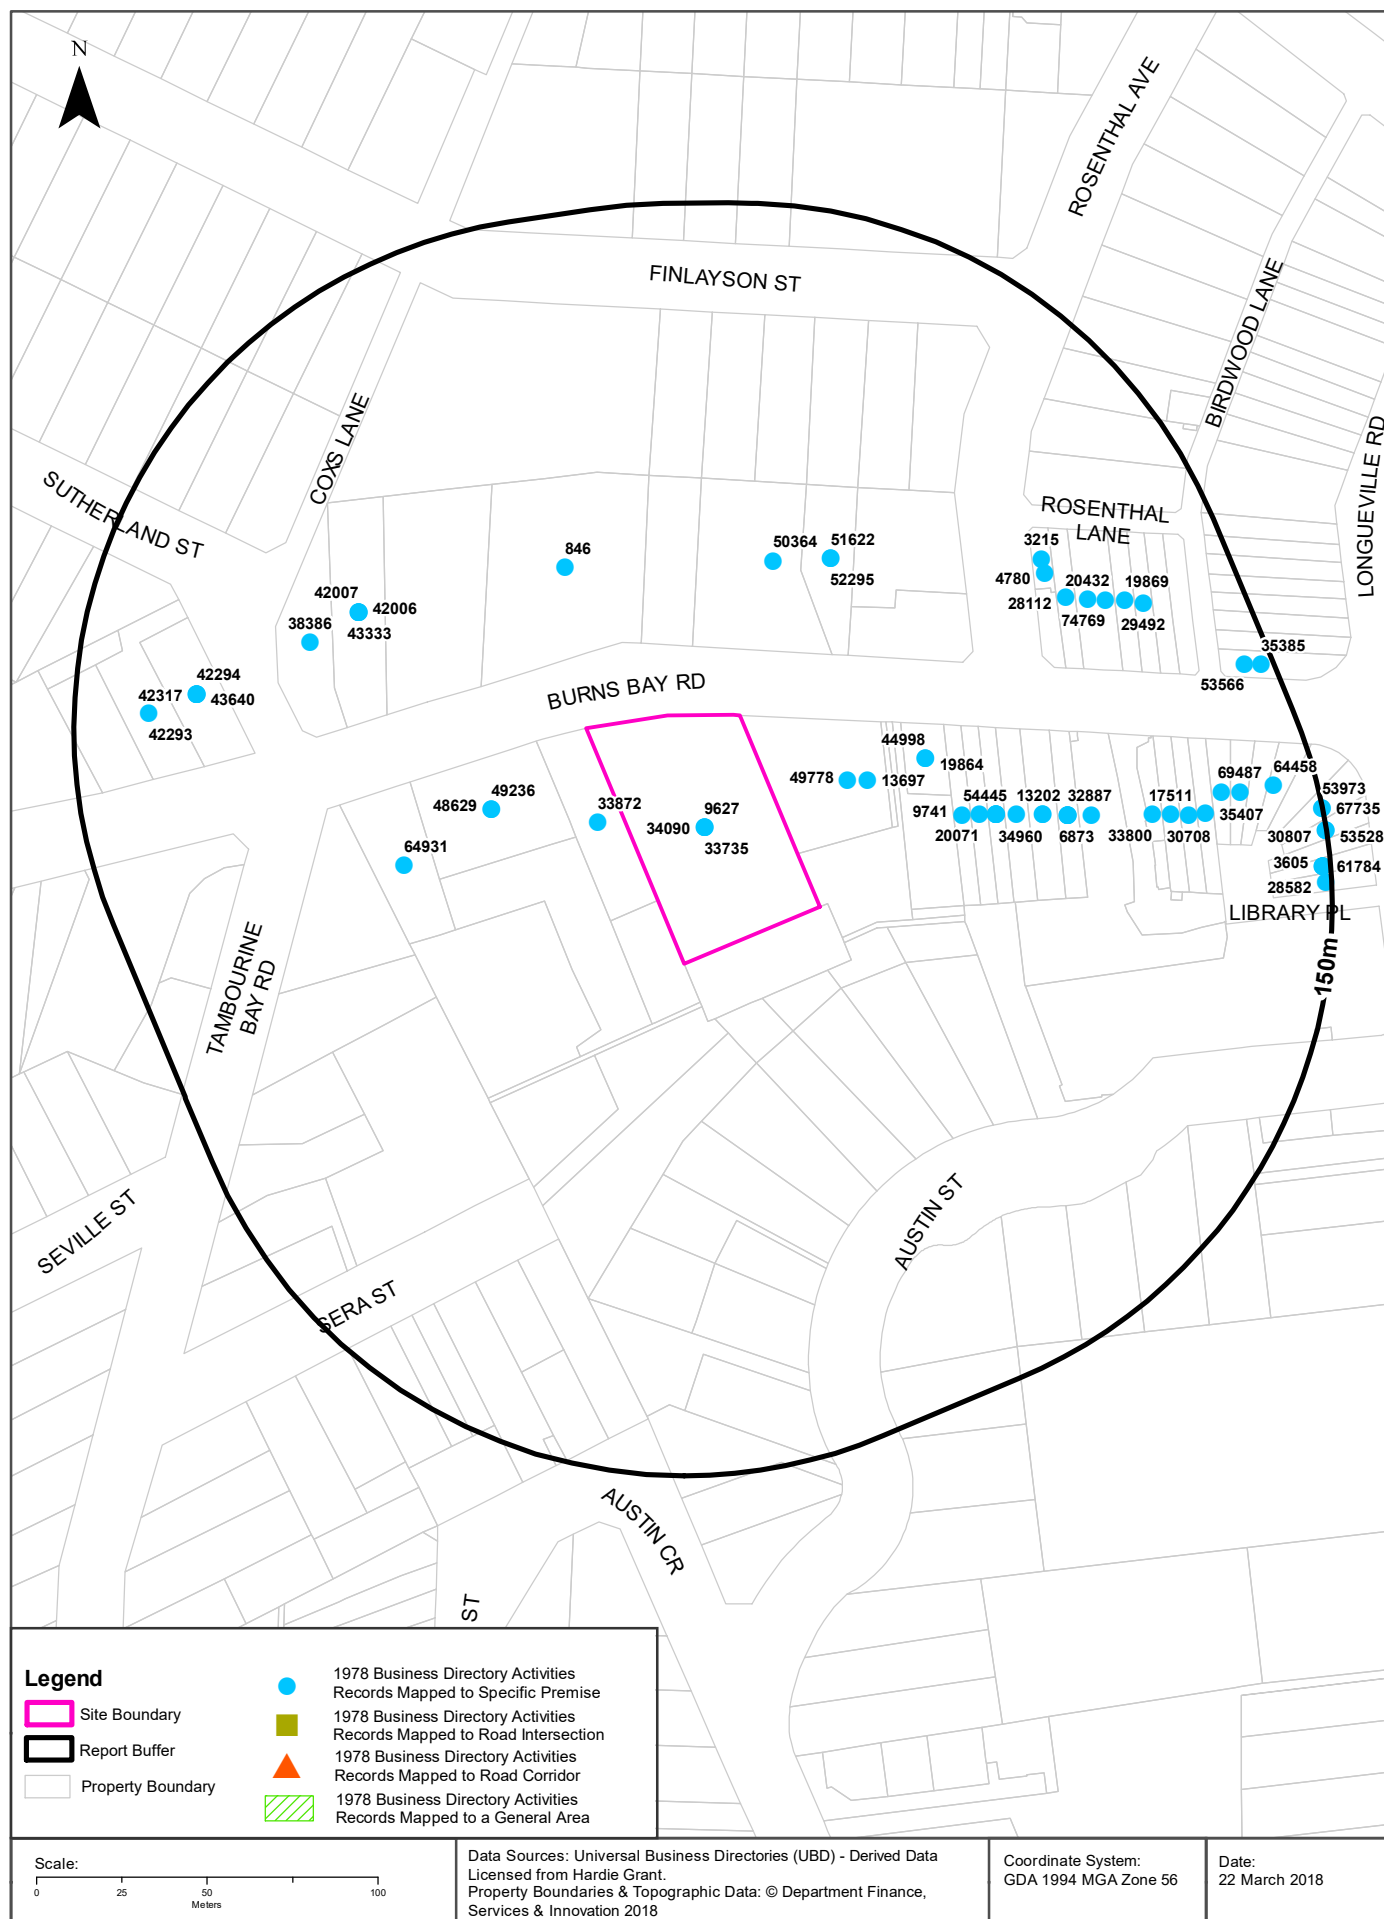 N
ROSENTHAL AVE
FINLAYSON ST
BIRDWOOD LANE
COXS LANE
LONGUEVILLE RD
SUTHERLAND ST
ROSENTHAL
LANE
846
50364
51622
52295
3215
4780
20432
19869
28112
74769
29492
42007
42006
43333
38386
42294
43640
42317
42293
35385
53566
BURNS BAY RD
44998
19864
49778
13697
64458
69487
53973
67735
49236
48629
33872
9627
34090
33735
9741
54445
13202
32887
17511
35407
20071
34960
6873
33800
30708
30807
53528
3605
61784
28582
64931
LIBRARY PL
150m
TAMBOURINE
BAY RD
SEVILLE ST
AUSTIN ST
SERA ST
AUSTIN CR
ST
Legend
Site Boundary
Report Buffer
Property Boundary
1978 Business Directory Activities
Records Mapped to Specific Premise
1978 Business Directory Activities
Records Mapped to Road Intersection
1978 Business Directory Activities
Records Mapped to Road Corridor
1978 Business Directory Activities
Records Mapped to a General Area
Scale:
0 25 50 100
Meters
Data Sources: Universal Business Directories (UBD) - Derived Data
Licensed from Hardie Grant.
Property Boundaries & Topographic Data: © Department Finance,
Services & Innovation 2018
Coordinate System:
GDA 1994 MGA Zone 56
Date:
22 March 2018